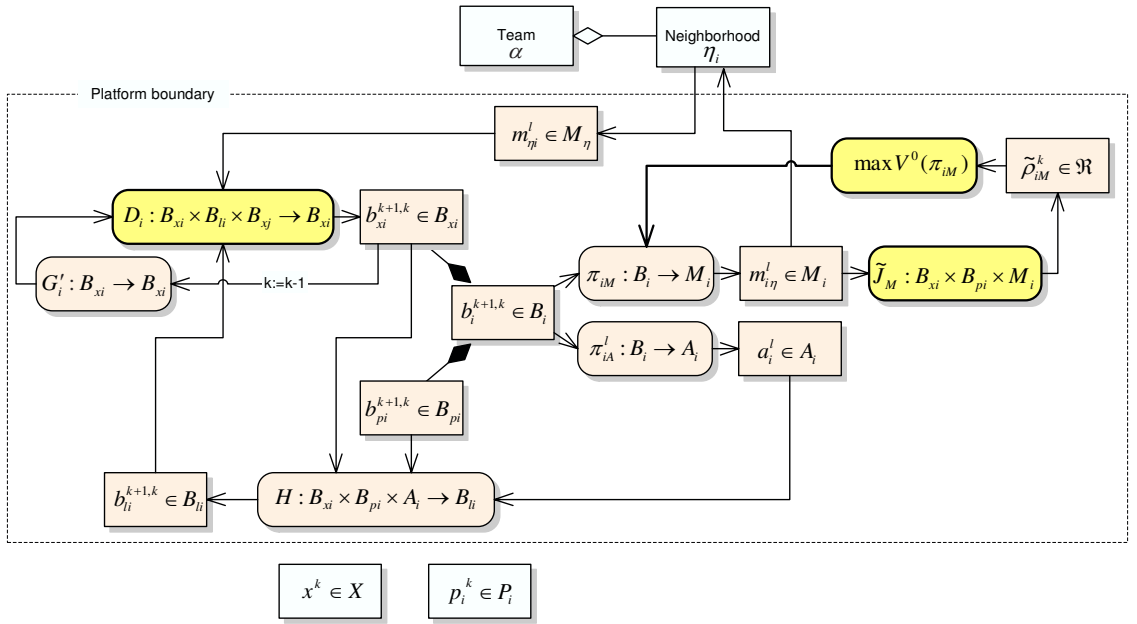 Team
α
Neighborhood
η_i
Platform boundary
m^l_{ηi} ∈ M_η
max V^0(π_{iM})
ρ̃^k_{iM} ∈ ℜ
D_i : B_{xi} × B_{li} × B_{xj} → B_{xi}
b^{k+1,k}_{xi} ∈ B_{xi}
G′_i : B_{xi} → B_{xi}
k:=k-1
π_{iM} : B_i → M_i
m^l_{iη} ∈ M_i
J̃_M : B_{xi} × B_{pi} × M_i
b^{k+1,k}_i ∈ B_i
π^l_{iA} : B_i → A_i
a^l_i ∈ A_i
b^{k+1,k}_{pi} ∈ B_{pi}
b^{k+1,k}_{li} ∈ B_{li}
H : B_{xi} × B_{pi} × A_i → B_{li}
x^k ∈ X
p_i^k ∈ P_i